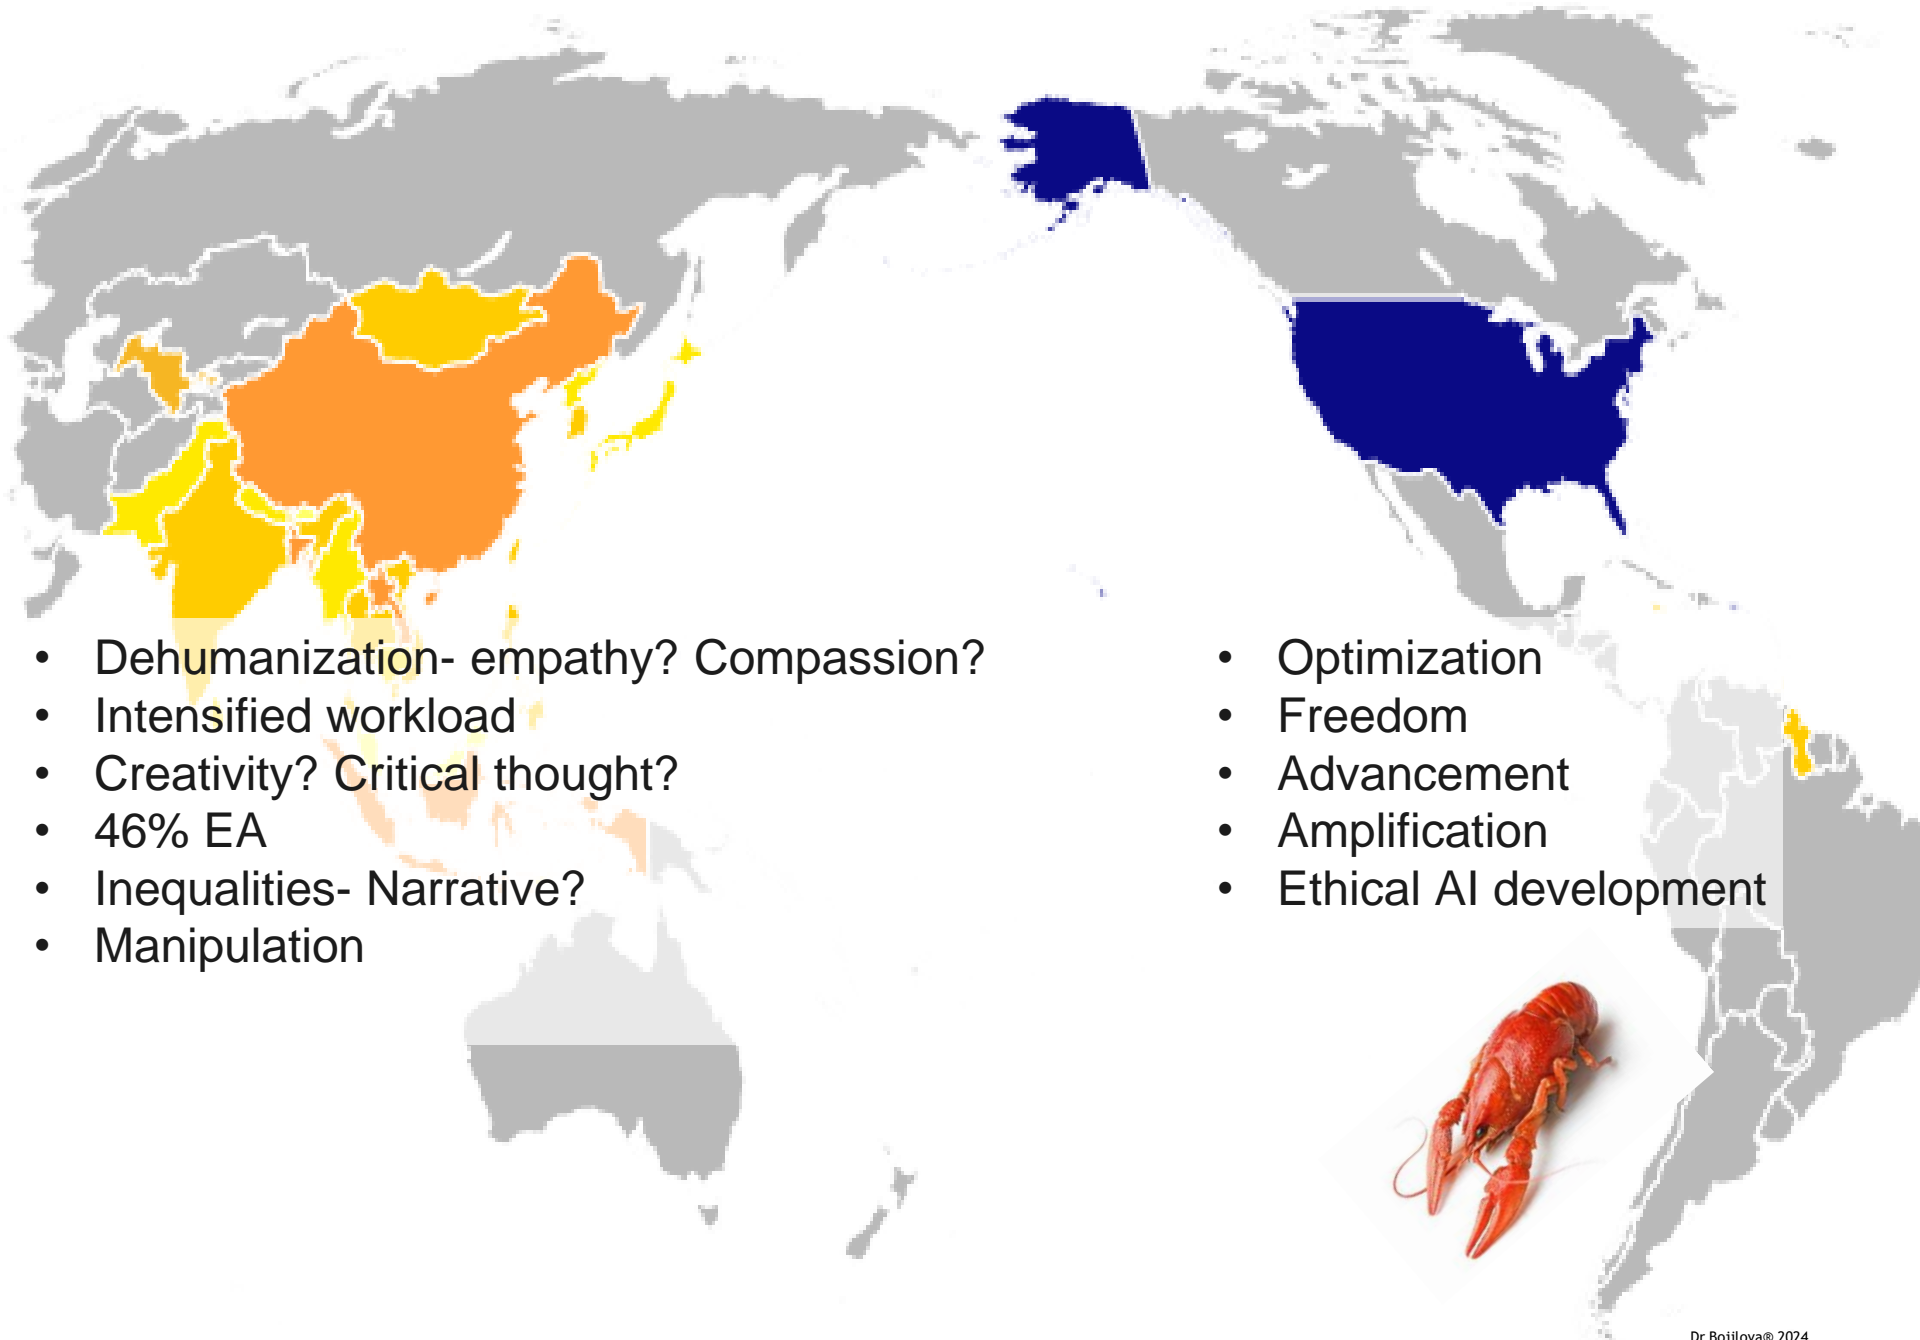 • Dehumanization- empathy? Compassion?
• Intensified workload
• Creativity? Critical thought?
• 46% EA
• Inequalities- Narrative?
• Manipulation
• Optimization
• Freedom
• Advancement
• Amplification
• Ethical AI development
Dr Bojilova® 2024